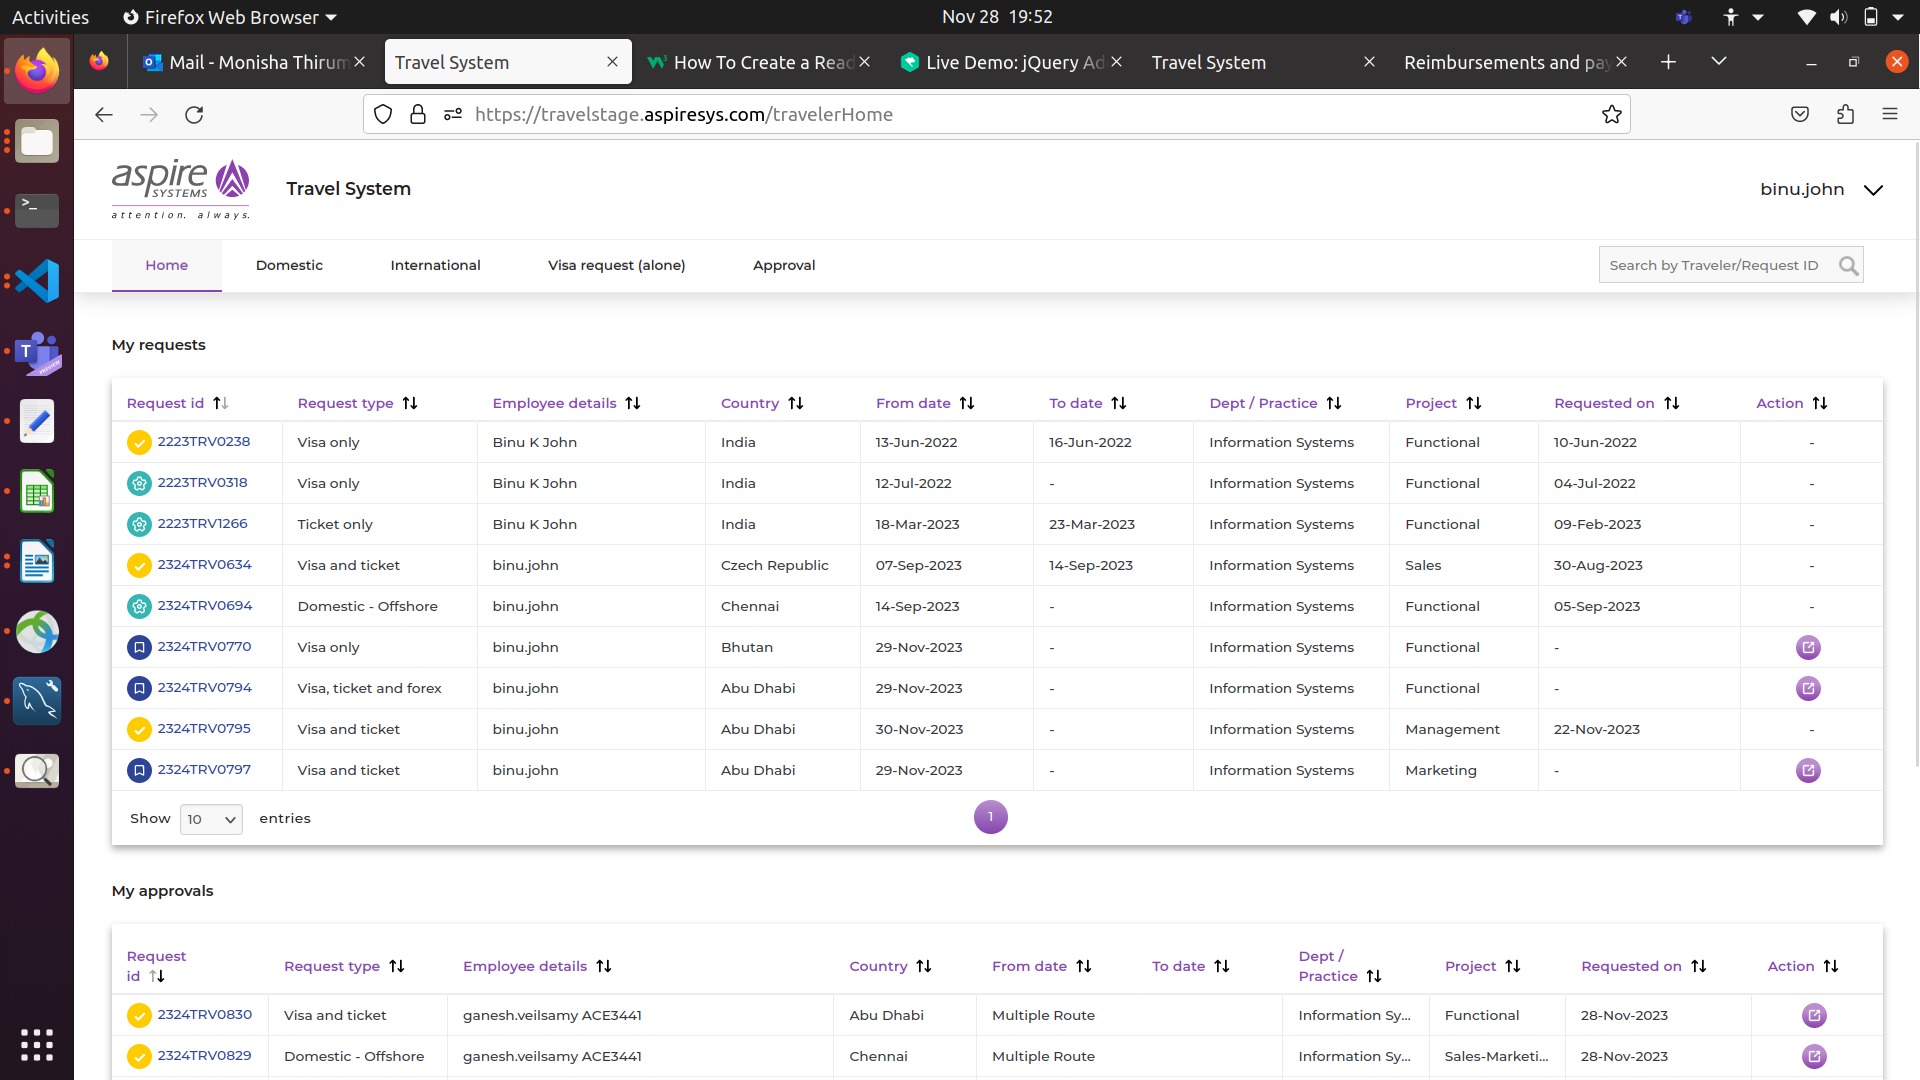 Activities Firefox Web Browser Nov 28 19:52
Mail - Monisha Thirum Travel System How To Create a Read Live Demo: jQuery Ad Travel System Reimbursements and pay
https://travelstage.aspiresys.com/travelerHome
aspire SYSTEMS attention. always. Travel System binu.john
Home Domestic International Visa request (alone) Approval Search by Traveler/Request ID
My requests
Request id Request type Employee details Country From date To date Dept / Practice Project Requested on Action
2223TRV0238 Visa only Binu K John India 13-Jun-2022 16-Jun-2022 Information Systems Functional 10-Jun-2022 -
2223TRV0318 Visa only Binu K John India 12-Jul-2022 - Information Systems Functional 04-Jul-2022 -
2223TRV1266 Ticket only Binu K John India 18-Mar-2023 23-Mar-2023 Information Systems Functional 09-Feb-2023 -
2324TRV0634 Visa and ticket binu.john Czech Republic 07-Sep-2023 14-Sep-2023 Information Systems Sales 30-Aug-2023 -
2324TRV0694 Domestic - Offshore binu.john Chennai 14-Sep-2023 - Information Systems Functional 05-Sep-2023 -
2324TRV0770 Visa only binu.john Bhutan 29-Nov-2023 - Information Systems Functional -
2324TRV0794 Visa, ticket and forex binu.john Abu Dhabi 29-Nov-2023 - Information Systems Functional -
2324TRV0795 Visa and ticket binu.john Abu Dhabi 30-Nov-2023 - Information Systems Management 22-Nov-2023 -
2324TRV0797 Visa and ticket binu.john Abu Dhabi 29-Nov-2023 - Information Systems Marketing -
Show 10 entries 1
My approvals
Request id Request type Employee details Country From date To date Dept / Practice Project Requested on Action
2324TRV0830 Visa and ticket ganesh.veilsamy ACE3441 Abu Dhabi Multiple Route Information Sy... Functional 28-Nov-2023
2324TRV0829 Domestic - Offshore ganesh.veilsamy ACE3441 Chennai Multiple Route Information Sy... Sales-Marketi... 28-Nov-2023